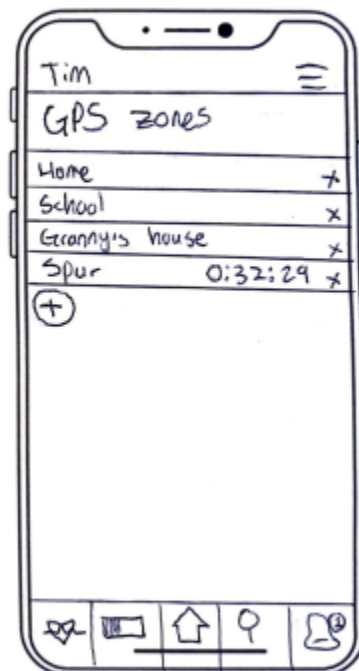 Tim
GPS zones
Home x
School x
Granny's house x
Spur 0:32:29 x
+